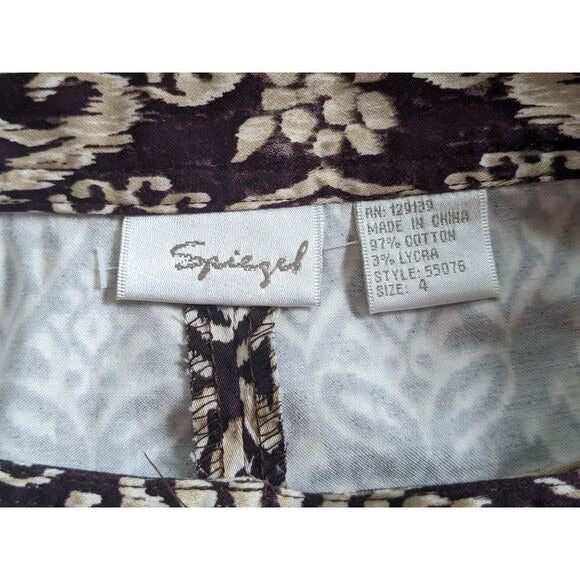 Spiegel
RN: 129139
MADE IN CHINA
97% COTTON
3% LYCRA
STYLE: 55076
SIZE: 4